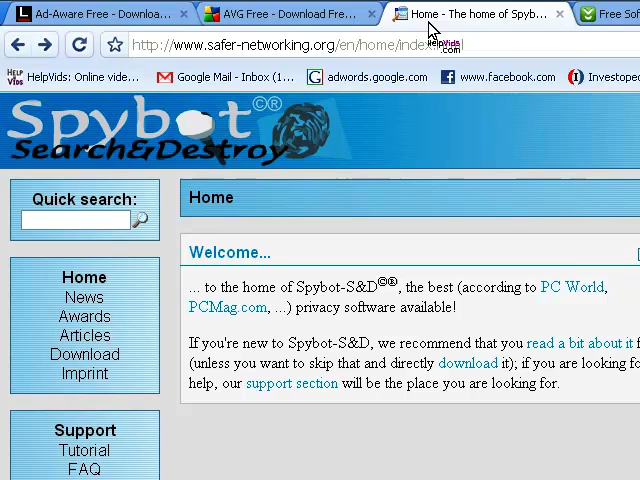 Ad-Aware Free - Downloa...
AVG Free - Download Fre...
Home - The home of Spyb...
Free Sof
http://www.safer-networking.org/en/home/index
HelpVids
.com
HELP
VIDS
HelpVids: Online vide...
Google Mail - Inbox (1...
adwords.google.com
www.facebook.com
Investoped
Spybot ©®
Search&Destroy
Quick search:
Home
News
Awards
Articles
Download
Imprint
Support
Tutorial
FAQ
Home
Welcome...
... to the home of Spybot-S&D©®, the best (according to PC World,
PCMag.com, ...) privacy software available!
If you're new to Spybot-S&D, we recommend that you read a bit about it f
(unless you want to skip that and directly download it); if you are looking fo
help, our support section will be the place you are looking for.